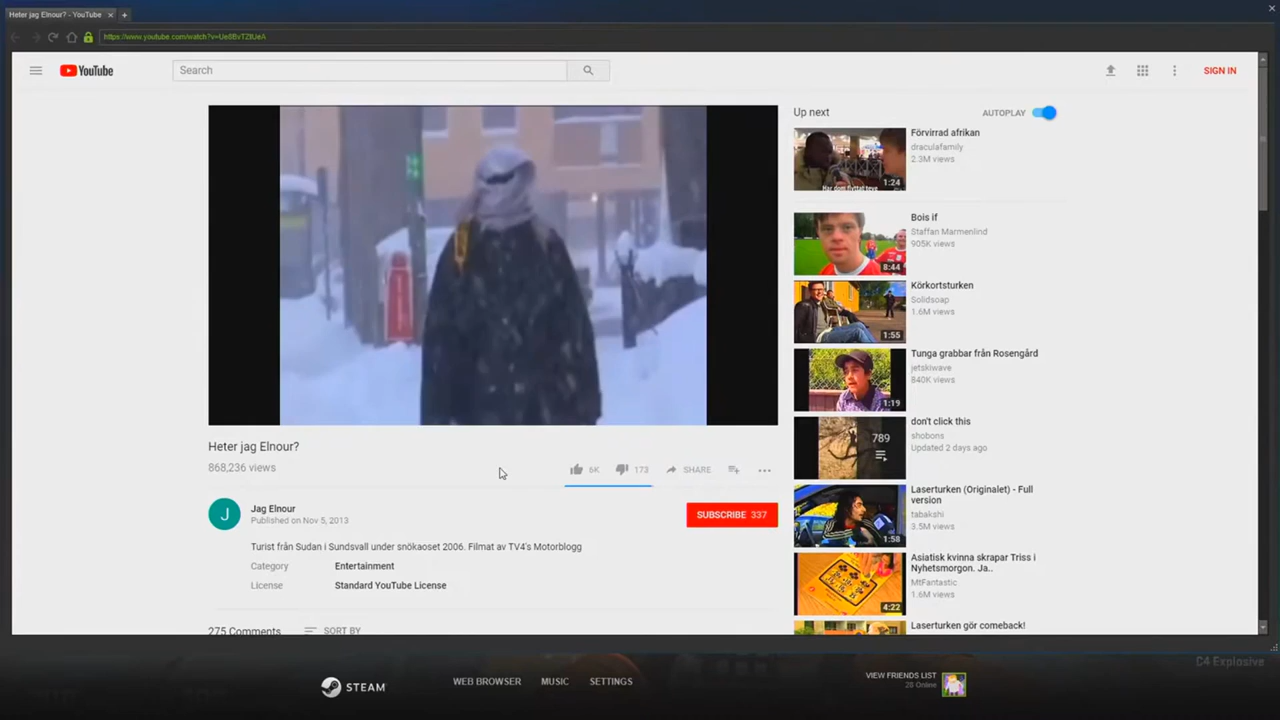 Heter jag Elnour? - YouTube
YouTube
Search
SIGN IN
Heter jag Elnour?
868,236 views
6K
173
SHARE
J
Jag Elnour
Published on Nov 5, 2013
SUBSCRIBE 337
Turist från Sudan i Sundsvall under snökaoset 2006. Filmat av TV4's Motorblogg
Category
Entertainment
License
Standard YouTube License
275 Comments
SORT BY
Up next
AUTOPLAY
Förvirrad afrikan
draculafamily
2.3M views
1:24
Har dom flyttat
Bois if
Staffan Marmenlind
905K views
8:44
Körkortsturken
Solidsoap
1.6M views
1:55
Tunga grabbar från Rosengård
jetskiwave
840K views
1:19
don't click this
shobons
Updated 2 days ago
789
Laserturken (Originalet) - Full
version
tabakshi
3.5M views
1:58
Asiatisk kvinna skrapar Triss i
Nyhetsmorgon. Ja..
MtFantastic
1.6M views
4:22
Laserturken gör comeback!
C4 Explosive
STEAM
WEB BROWSER
MUSIC
SETTINGS
VIEW FRIENDS LIST
28 Online